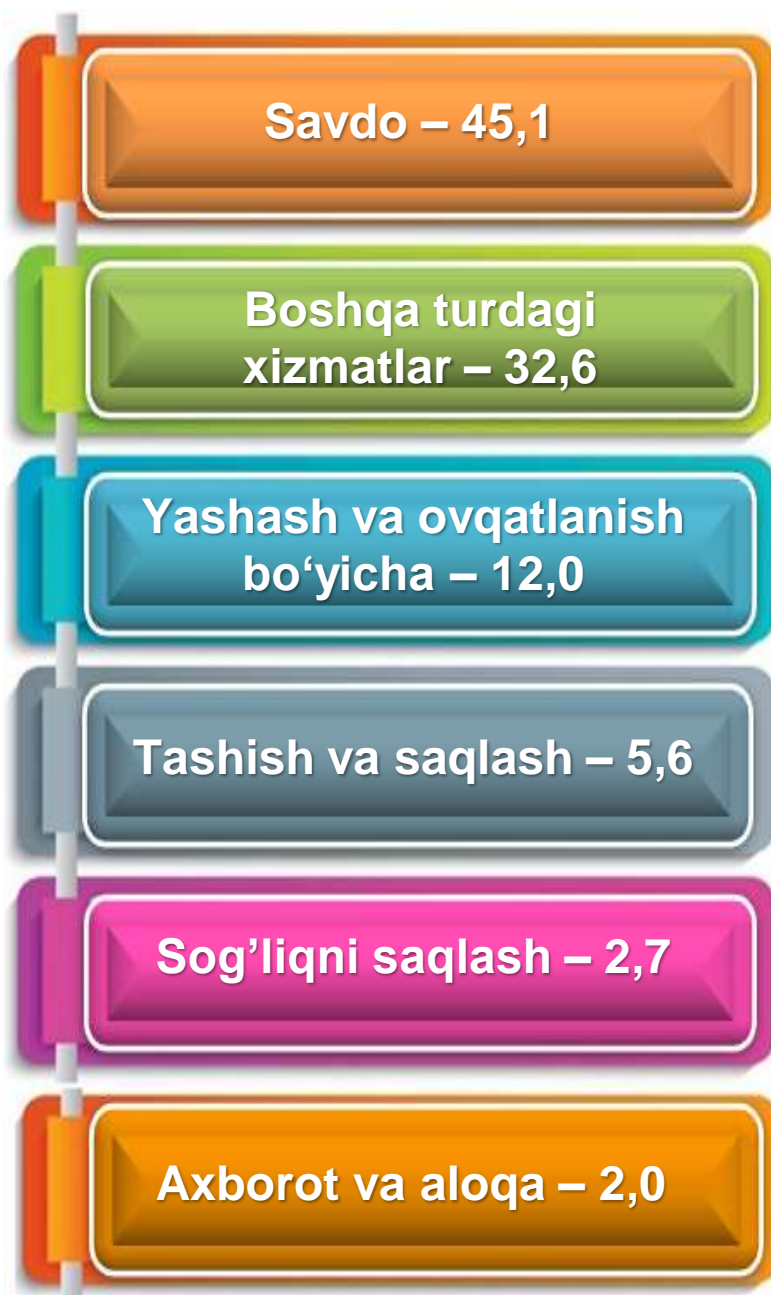 Savdo – 45,1
Boshqa turdagi
xizmatlar – 32,6
Yashash va ovqatlanish
bo‘yicha – 12,0
Tashish va saqlash – 5,6
Sog’liqni saqlash – 2,7
Axborot va aloqa – 2,0